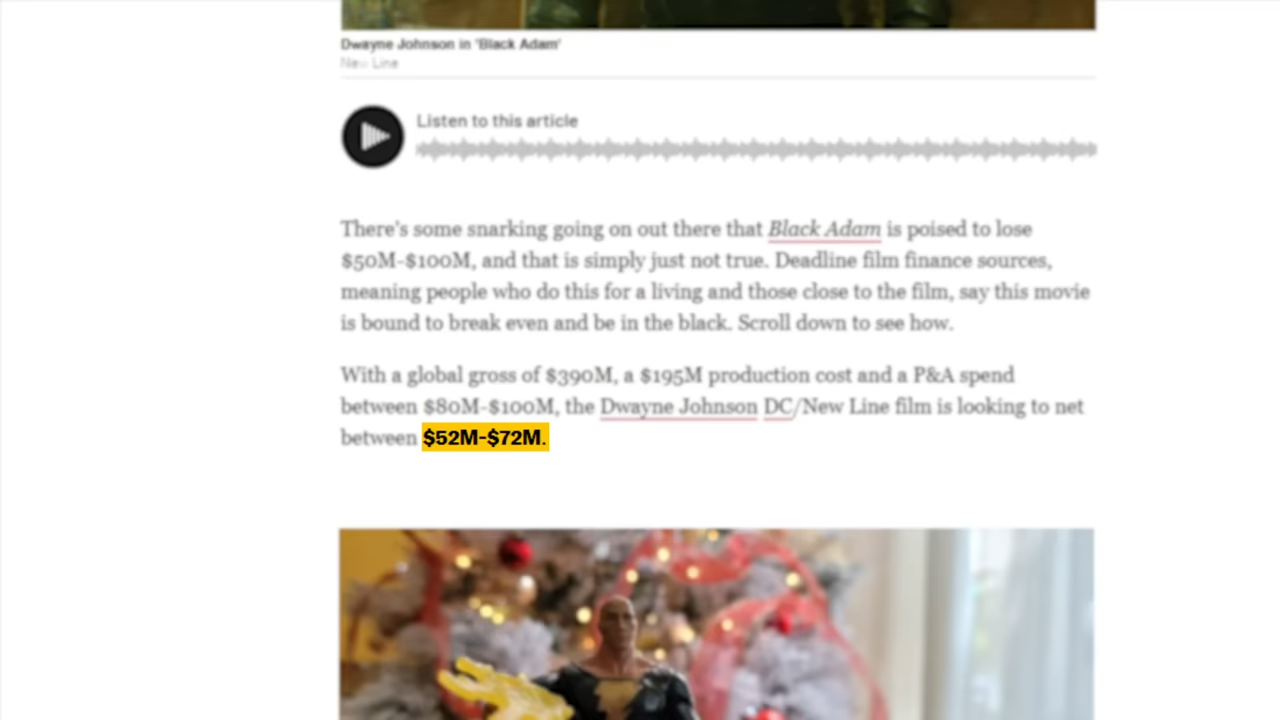 Dwayne Johnson in 'Black Adam'
New Line
Listen to this article
There's some snarking going on out there that Black Adam is poised to lose
$50M-$100M, and that is simply just not true. Deadline film finance sources,
meaning people who do this for a living and those close to the film, say this movie
is bound to break even and be in the black. Scroll down to see how.
With a global gross of $390M, a $195M production cost and a P&A spend
between $80M-$100M, the Dwayne Johnson DC/New Line film is looking to net
between $52M-$72M.